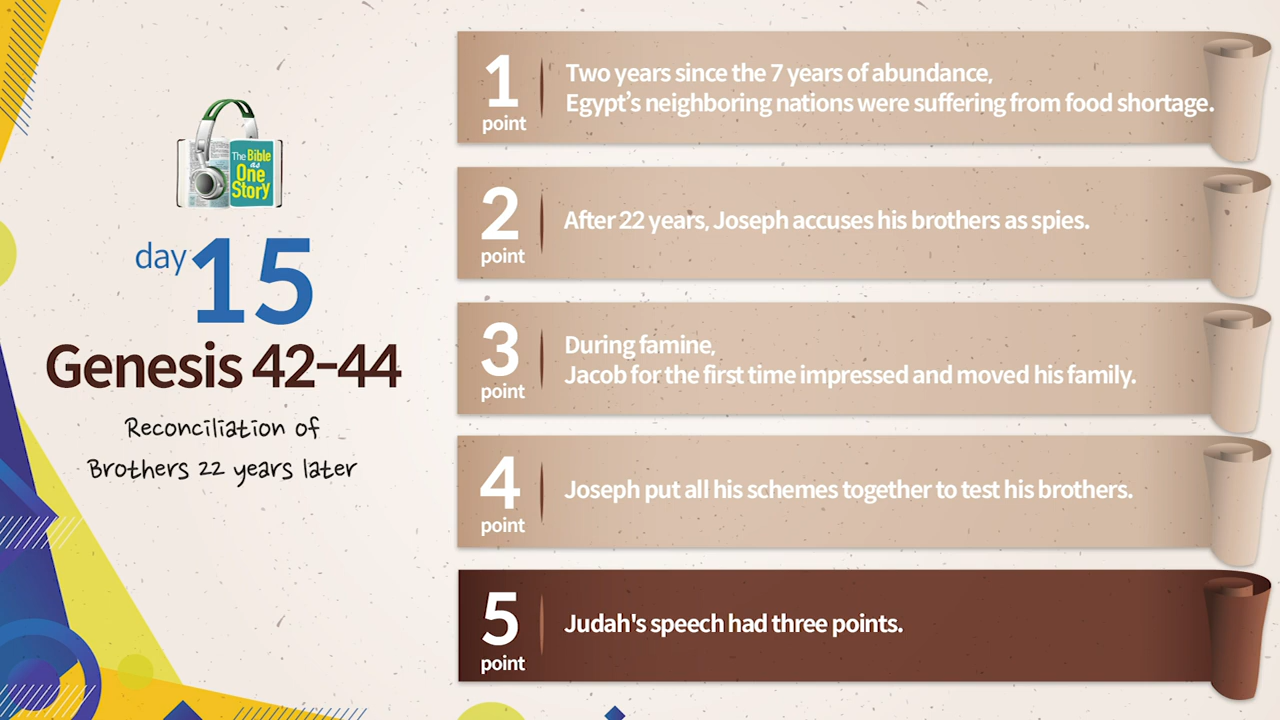 The Bible
as
One
Story
day 15
Genesis 42-44
Reconciliation of
Brothers 22 years later
1
point
Two years since the 7 years of abundance,
Egypt's neighboring nations were suffering from food shortage.
2
point
After 22 years, Joseph accuses his brothers as spies.
3
point
During famine,
Jacob for the first time impressed and moved his family.
4
point
Joseph put all his schemes together to test his brothers.
5
point
Judah's speech had three points.